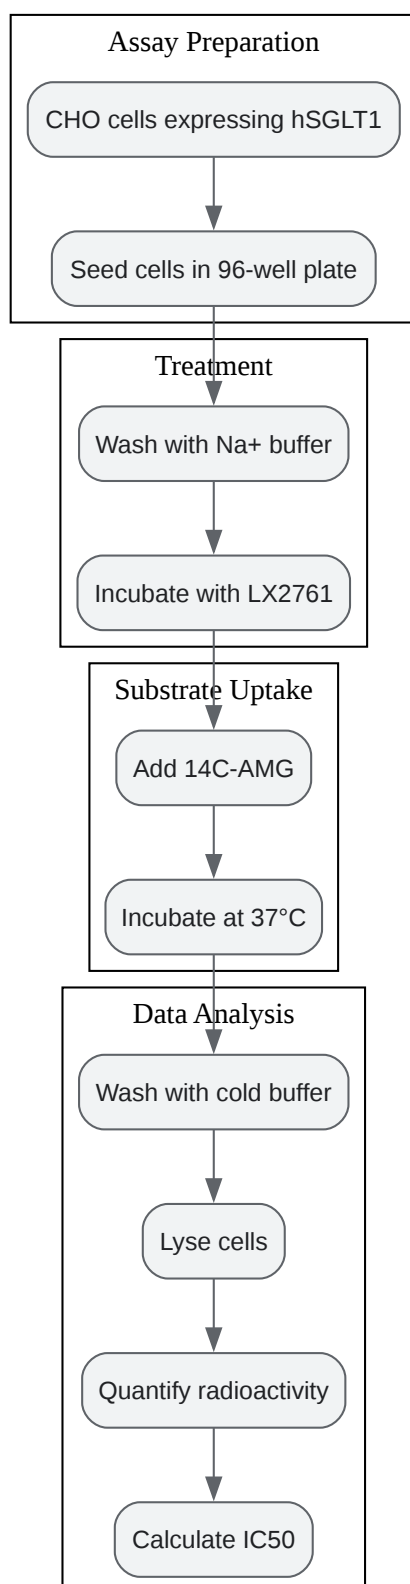 Assay Preparation
CHO cells expressing hSGLT1
Seed cells in 96-well plate
Treatment
Wash with Na+ buffer
Incubate with LX2761
Substrate Uptake
Add 14C-AMG
Incubate at 37°C
Data Analysis
Wash with cold buffer
Lyse cells
Quantify radioactivity
Calculate IC50